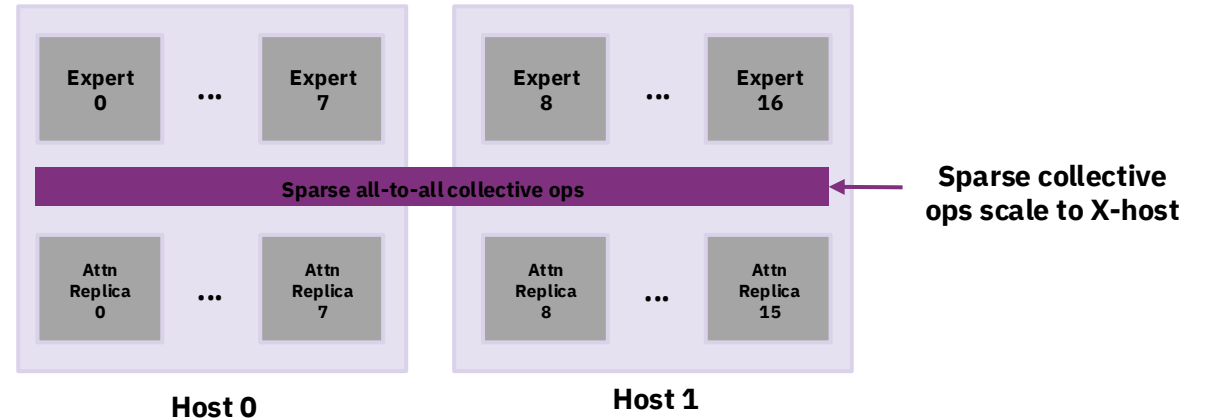 Expert
0
...
Expert
7
Expert
8
...
Expert
16
Sparse all-to-all collective ops
Sparse collective
ops scale to X-host
Attn
Replica
0
...
Attn
Replica
7
Attn
Replica
8
...
Attn
Replica
15
Host 0
Host 1